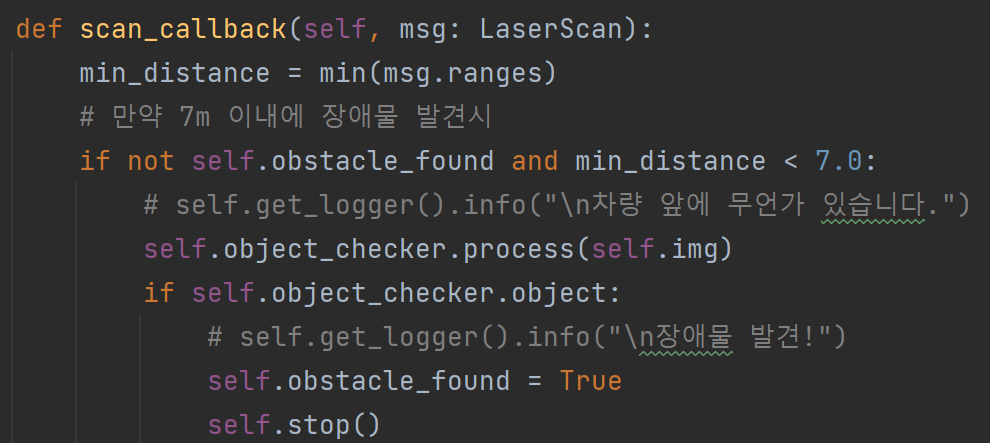 def scan_callback(self, msg: LaserScan):
min_distance = min(msg.ranges)
# 만약 7m 이내에 장애물 발견시
if not self.obstacle_found and min_distance < 7.0:
# self.get_logger().info("\n차량 앞에 무언가 있습니다.")
self.object_checker.process(self.img)
if self.object_checker.object:
# self.get_logger().info("\n장애물 발견!")
self.obstacle_found = True
self.stop()